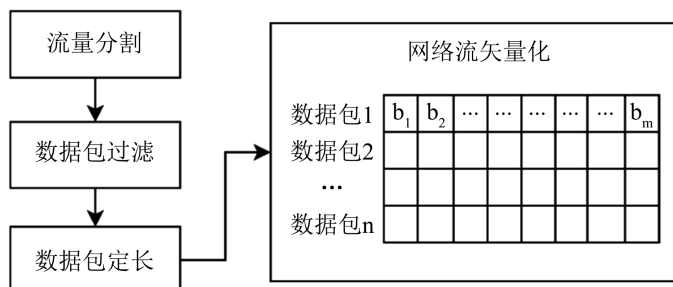 流量分割
数据包过滤
数据包定长
网络流矢量化
数据包1 b₁ b₂ ... ... ... ... ... bₘ
数据包2
...
数据包n